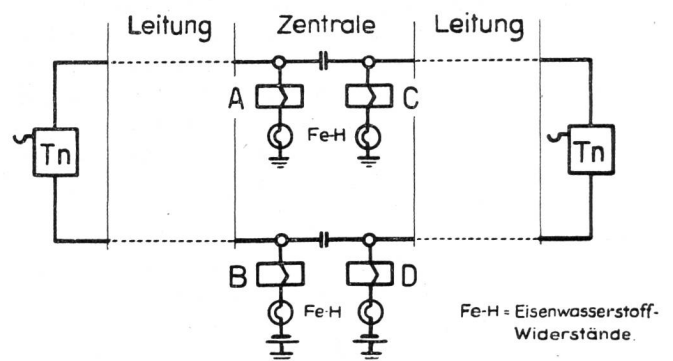 Leitung Zentrale Leitung
A Fe-H C
Tn Tn
B Fe-H D
Fe-H = Eisenwasserstoff-
Widerstände.